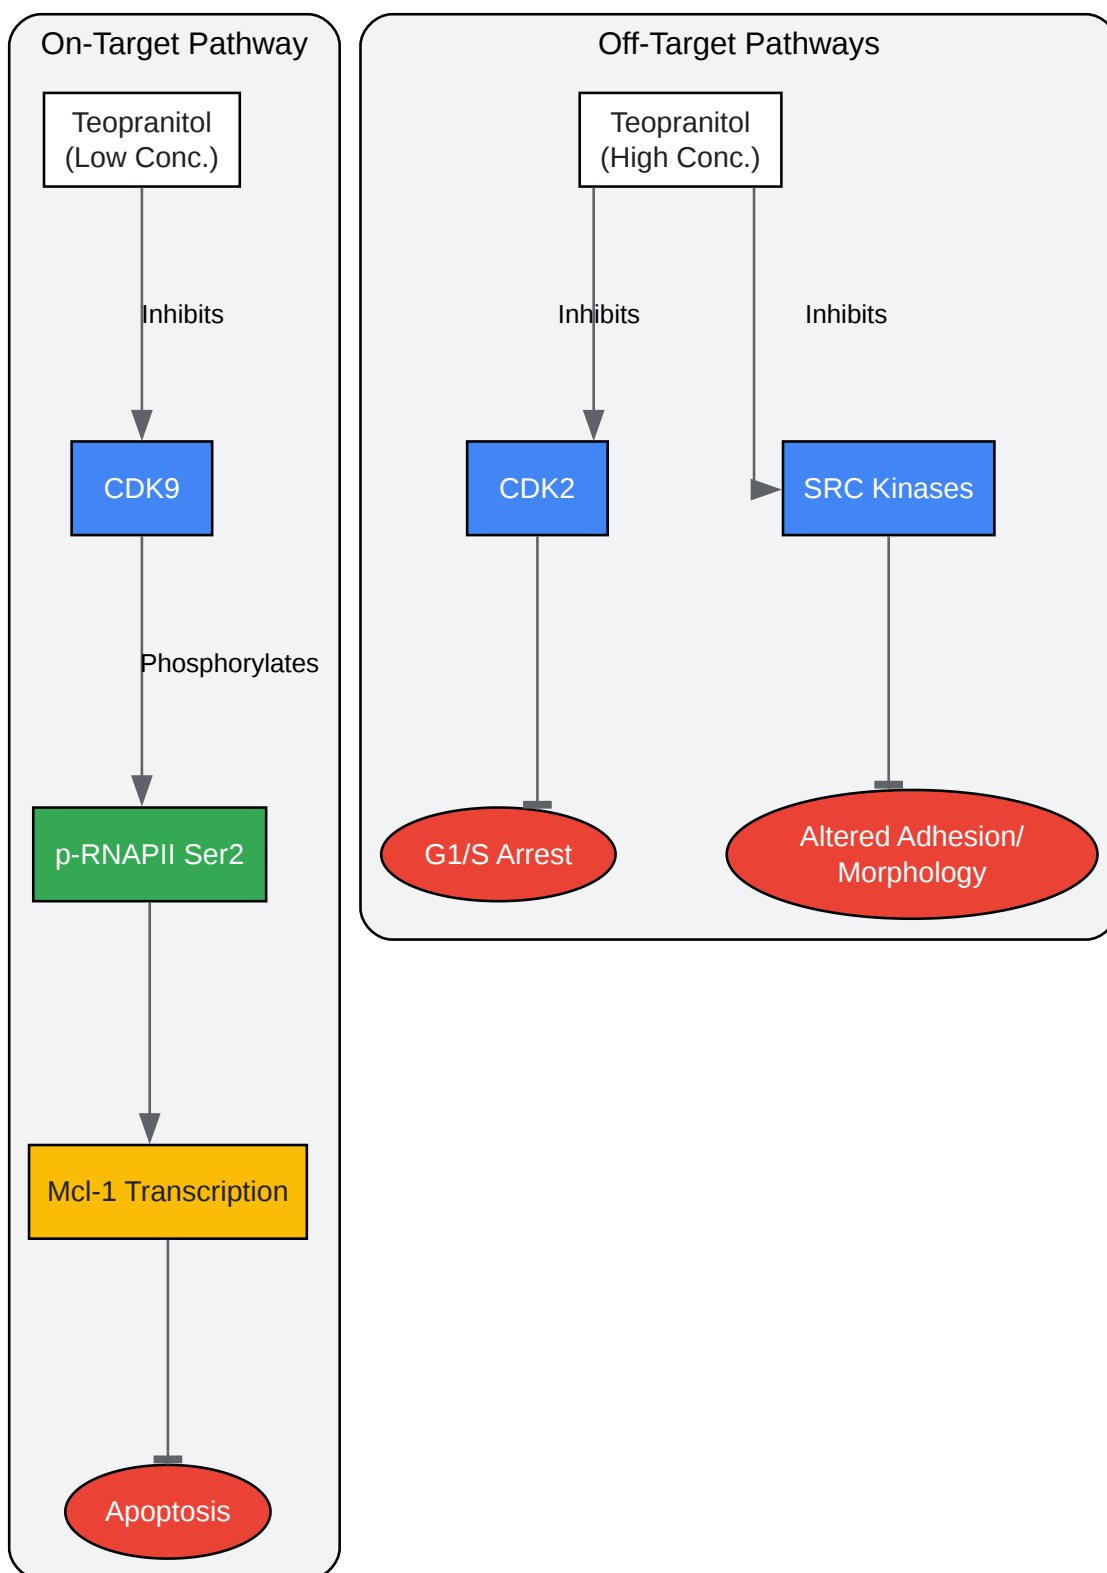 On-Target Pathway
Teopranitol
(Low Conc.)
Inhibits
CDK9
Phosphorylates
p-RNAPII Ser2
Mcl-1 Transcription
Apoptosis
Off-Target Pathways
Teopranitol
(High Conc.)
Inhibits
Inhibits
CDK2
SRC Kinases
G1/S Arrest
Altered Adhesion/
Morphology